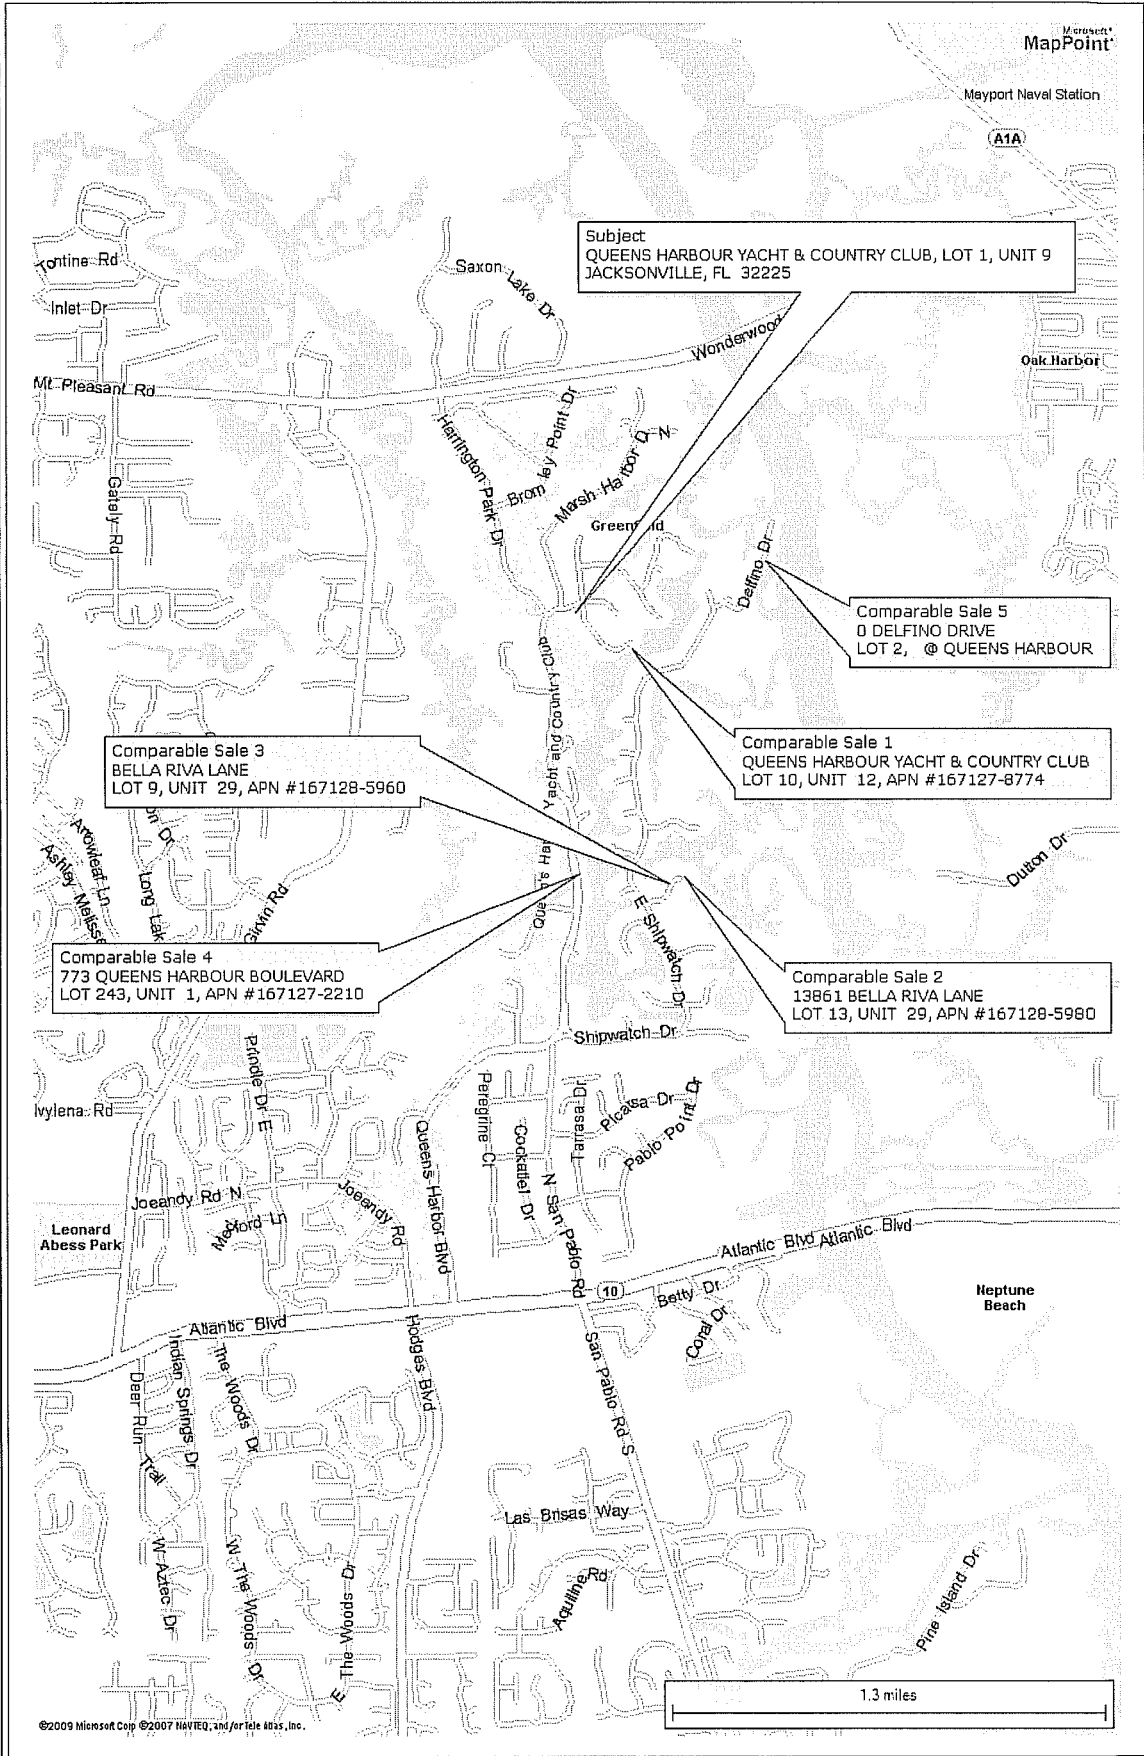 Microsoft®
MapPoint®
Mayport Naval Station
A1A
Subject
QUEENS HARBOUR YACHT & COUNTRY CLUB, LOT 1, UNIT 9
JACKSONVILLE, FL 32225
Tontine Rd
Saxon Lake Dr
Inlet Dr
Wonderwood
Oak Harbor
Mt Pleasant Rd
Harrington Park Dr
Bromley Point Dr
Marsh Harbor Dr N
Gately Rd
Greenfield
Delfino Dr
Comparable Sale 5
0 DELFINO DRIVE
LOT 2, @ QUEENS HARBOUR
Yacht and Country Club
Comparable Sale 1
QUEENS HARBOUR YACHT & COUNTRY CLUB
LOT 10, UNIT 12, APN #167127-8774
Comparable Sale 3
BELLA RIVA LANE
LOT 9, UNIT 29, APN #167128-5960
on Dr
Arrowleaf Ln
Ashley Melisse
Long Lak
Girvin Rd
Queen's Har
Dutton Dr
E Shipwatch Dr
Comparable Sale 4
773 QUEENS HARBOUR BOULEVARD
LOT 243, UNIT 1, APN #167127-2210
Comparable Sale 2
13861 BELLA RIVA LANE
LOT 13, UNIT 29, APN #167128-5980
Shipwatch Dr
Prindle Dr E
Ivylena Rd
Peregrine Ct
Cockatiel Dr
Tarrasa Dr
Picarsa Dr
Pablo Point Dr
Queens Harbor Blvd
Joeandy Rd N
Joeandy Rd
Mefford Ln
N San Pablo Rd
Leonard
Abess Park
Atlantic Blvd Atlantic Blvd
10
Betty Dr
Neptune
Beach
Coral Dr
Atlantic Blvd
Hodges Blvd
San Pablo Rd S
Indian Springs Dr
The Woods Dr
Deer Run Trail
Las Brisas Way
W Aztec Dr
W The Woods Dr
E The Woods Dr
Aquiline Rd
Pine Island Dr
1.3 miles
©2009 Microsoft Corp ©2007 NAVTEQ, and/or Tele Atlas, Inc.